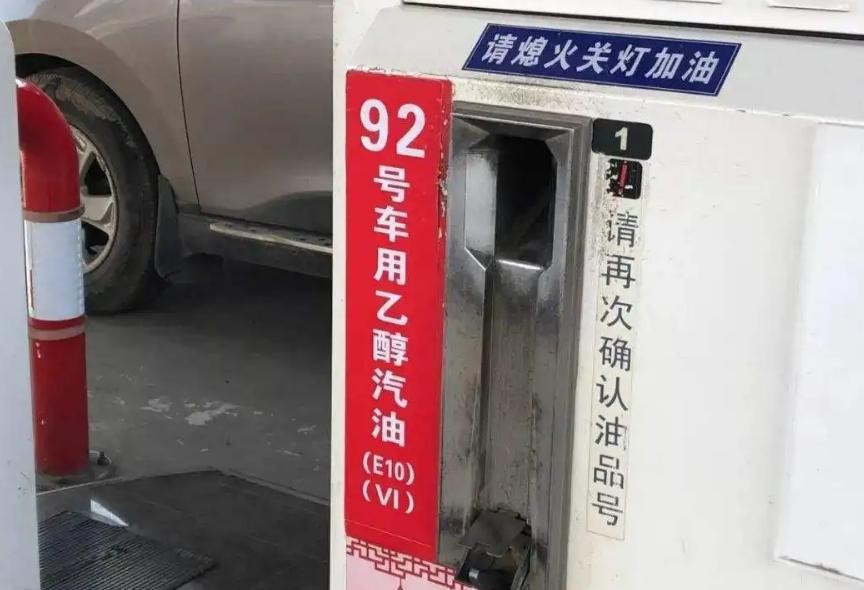 请熄火关灯加油
92
号车用乙醇汽油
(E10)
(VI)
1
请再次确认油品号